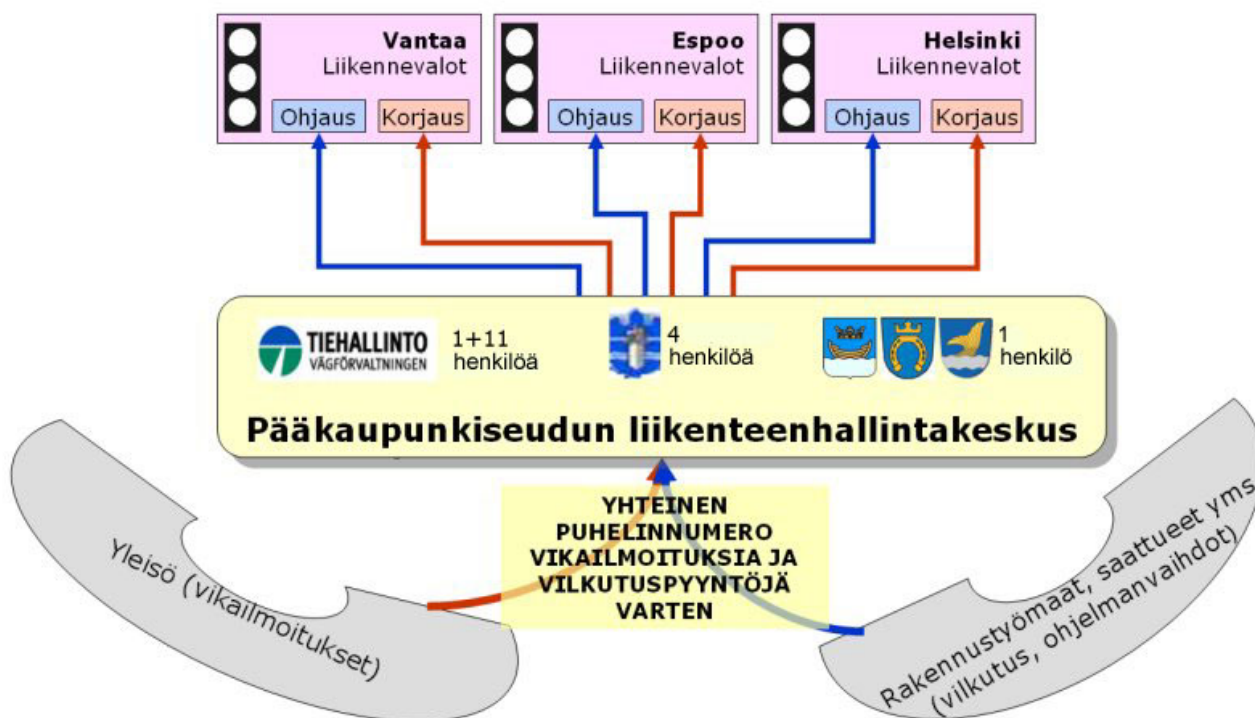 Vantaa
Liikennevalot
Ohjaus
Korjaus
Espoo
Liikennevalot
Ohjaus
Korjaus
Helsinki
Liikennevalot
Ohjaus
Korjaus
TIEHALLINTO
VÄGFÖRVALTNINGEN
1+11
henkilöä
4
henkilöä
1
henkilö
Pääkaupunkiseudun liikenteenhallintakeskus
YHTEINEN
PUHELINNUMERO
VIKAILMOITUKSIA JA
VILKUTUSPYYNTÖJÄ
VARTEN
Yleisö (vikailmoitukset)
Rakennustyömaat, saattueet yms.
(vilkutus, ohjelmanvaihdot)